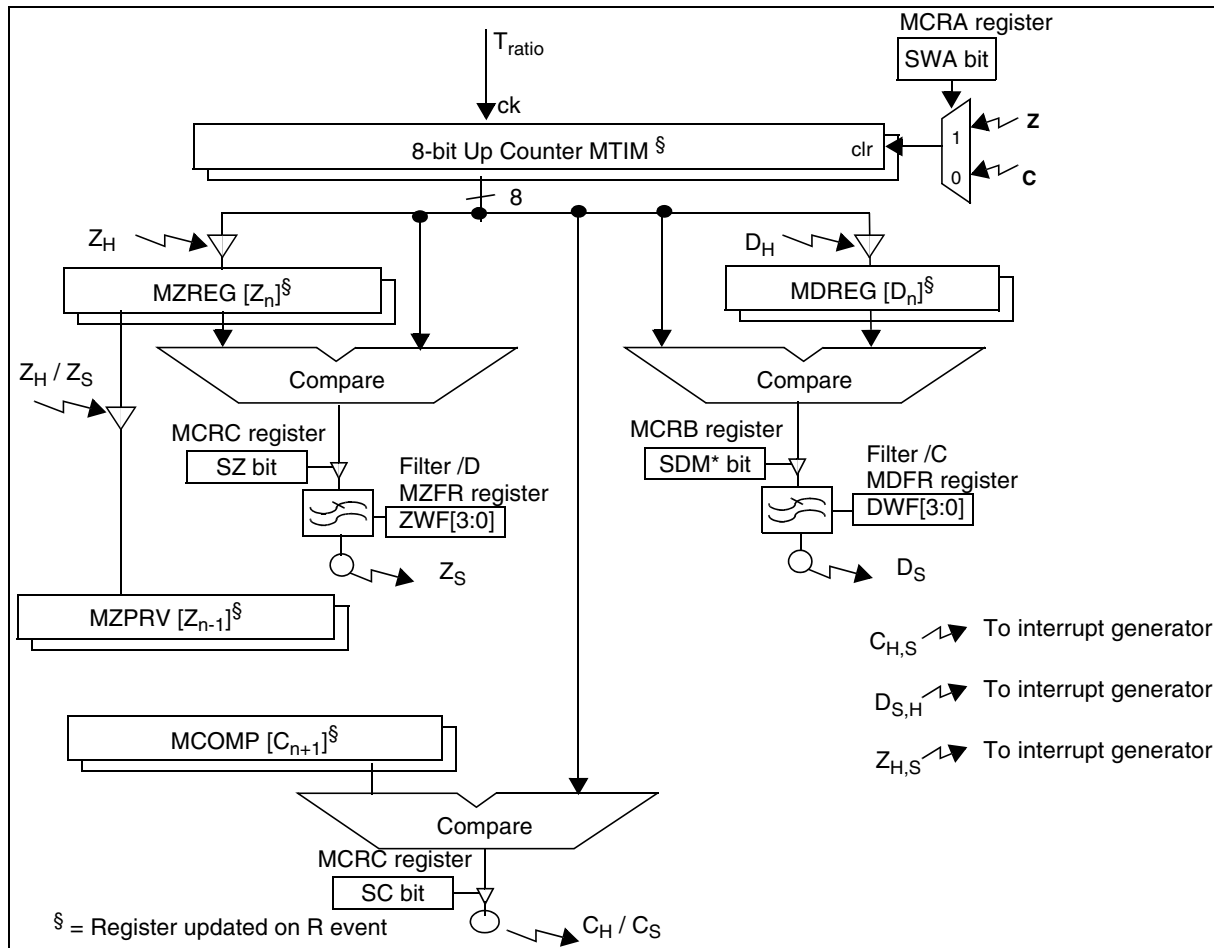 MCRA register
SWA bit
T_ratio
ck
Z
1
8-bit Up Counter MTIM §
clr
0
C
8
Z_H
D_H
MZREG [Z_n]§
MDREG [D_n]§
Compare
Compare
Z_H / Z_S
MCRC register
SZ bit
Filter /D
MZFR register
ZWF[3:0]
Z_S
MCRB register
SDM* bit
Filter /C
MDFR register
DWF[3:0]
D_S
MZPRV [Z_n-1]§
C_H,S To interrupt generator
D_S,H To interrupt generator
Z_H,S To interrupt generator
MCOMP [C_n+1]§
Compare
MCRC register
SC bit
C_H / C_S
§ = Register updated on R event